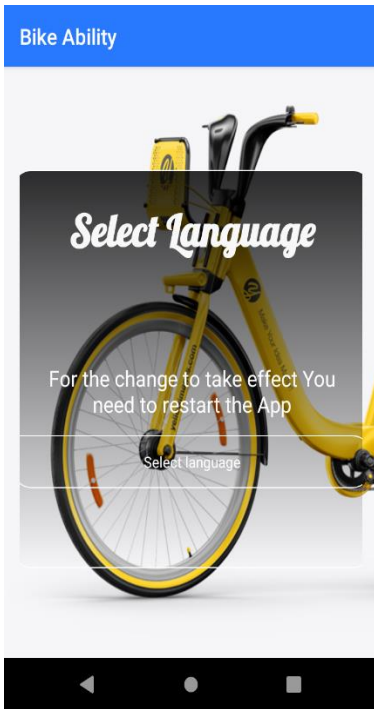 Bike Ability
Select Language
For the change to take effect You
need to restart the App
Select language